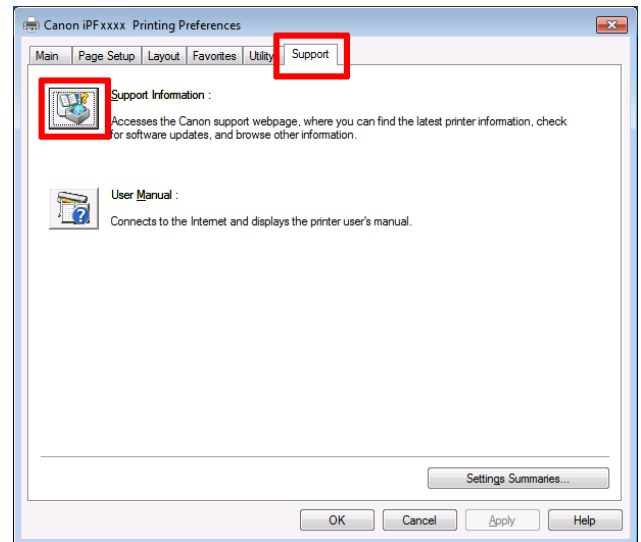 Canon iPFxxxx Printing Preferences
Main Page Setup Layout Favorites Utility Support
Support Information :
Accesses the Canon support webpage, where you can find the latest printer information, check
for software updates, and browse other information.
User Manual :
Connects to the Internet and displays the printer user's manual.
Settings Summaries...
OK Cancel Apply Help